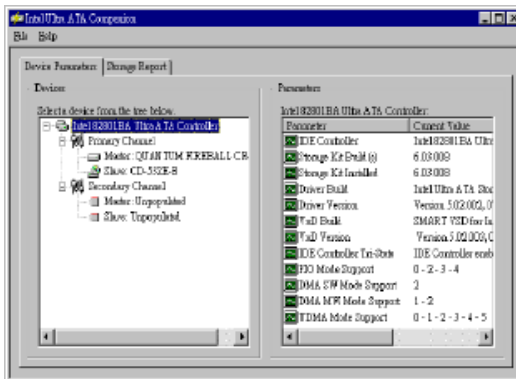 Intel Ultra ATA Companion
File Help
Device Parameters Storage Report
Devices
Select a device from the tree below.
Intel 82801BA Ultra ATA Controller
Primary Channel
Master: QUANTUM FIREBALL CR
Slave: CD-532E-B
Secondary Channel
Master: Unpopulated
Slave: Unpopulated
Parameters
Intel 82801BA Ultra ATA Controller:
Parameter Current Value
IDE Controller Intel 82801BA Ultr
Storage Kit Build(s) 6.03.008
Storage Kit Installed 6.03.008
Driver Build Intel Ultra ATA Stor
Driver Version Version 5.02.002, 0
VxD Build SMART VSD for In
VxD Version Version 5.02.003, 0
IDE Controller Tri-State IDE Controller enab
PIO Mode Support 0 - 2 - 3 - 4
DMA SW Mode Support 2
DMA MW Mode Support 1 - 2
UDMA Mode Support 0 - 1 - 2 - 3 - 4 - 5